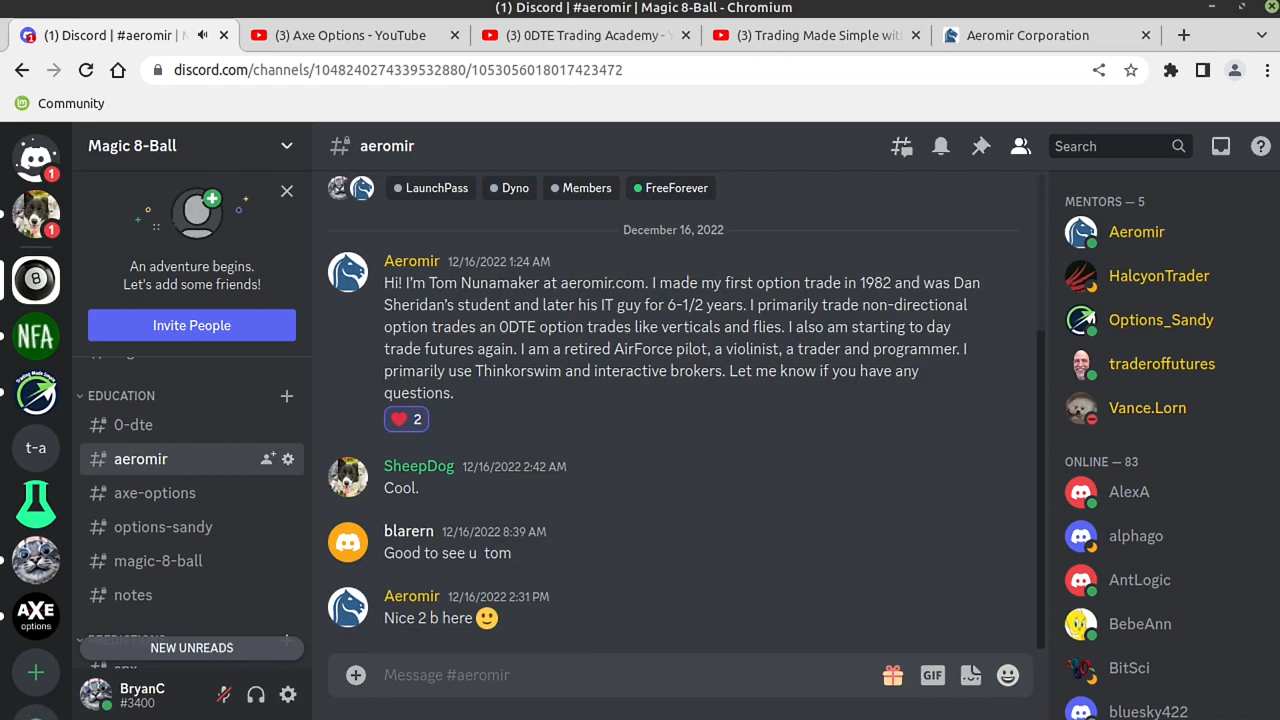 (1) Discord | #aeromir | Magic 8-Ball - Chromium
(1) Discord | #aeromir |
(3) Axe Options - YouTube
(3) 0DTE Trading Academy -
(3) Trading Made Simple wit
Aeromir Corporation
discord.com/channels/1048240274339532880/1053056018017423472
Community
Magic 8-Ball
aeromir
Search
1
1
An adventure begins.
Let's add some friends!
Invite People
EDUCATION
0-dte
aeromir
axe-options
options-sandy
magic-8-ball
notes
NEW UNREADS
BryanC
#3400
8
NFA
t-a
AXE
options
LaunchPass
Dyno
Members
FreeForever
December 16, 2022
Aeromir 12/16/2022 1:24 AM
Hi! I'm Tom Nunamaker at aeromir.com. I made my first option trade in 1982 and was Dan
Sheridan's student and later his IT guy for 6-1/2 years. I primarily trade non-directional
option trades an 0DTE option trades like verticals and flies. I also am starting to day
trade futures again. I am a retired AirForce pilot, a violinist, a trader and programmer. I
primarily use Thinkorswim and interactive brokers. Let me know if you have any
questions.
2
SheepDog 12/16/2022 2:42 AM
Cool.
blarern 12/16/2022 8:39 AM
Good to see u tom
Aeromir 12/16/2022 2:31 PM
Nice 2 b here
Message #aeromir
GIF
MENTORS — 5
Aeromir
HalcyonTrader
Options_Sandy
traderoffutures
Vance.Lorn
ONLINE — 83
AlexA
alphago
AntLogic
BebeAnn
BitSci
bluesky422